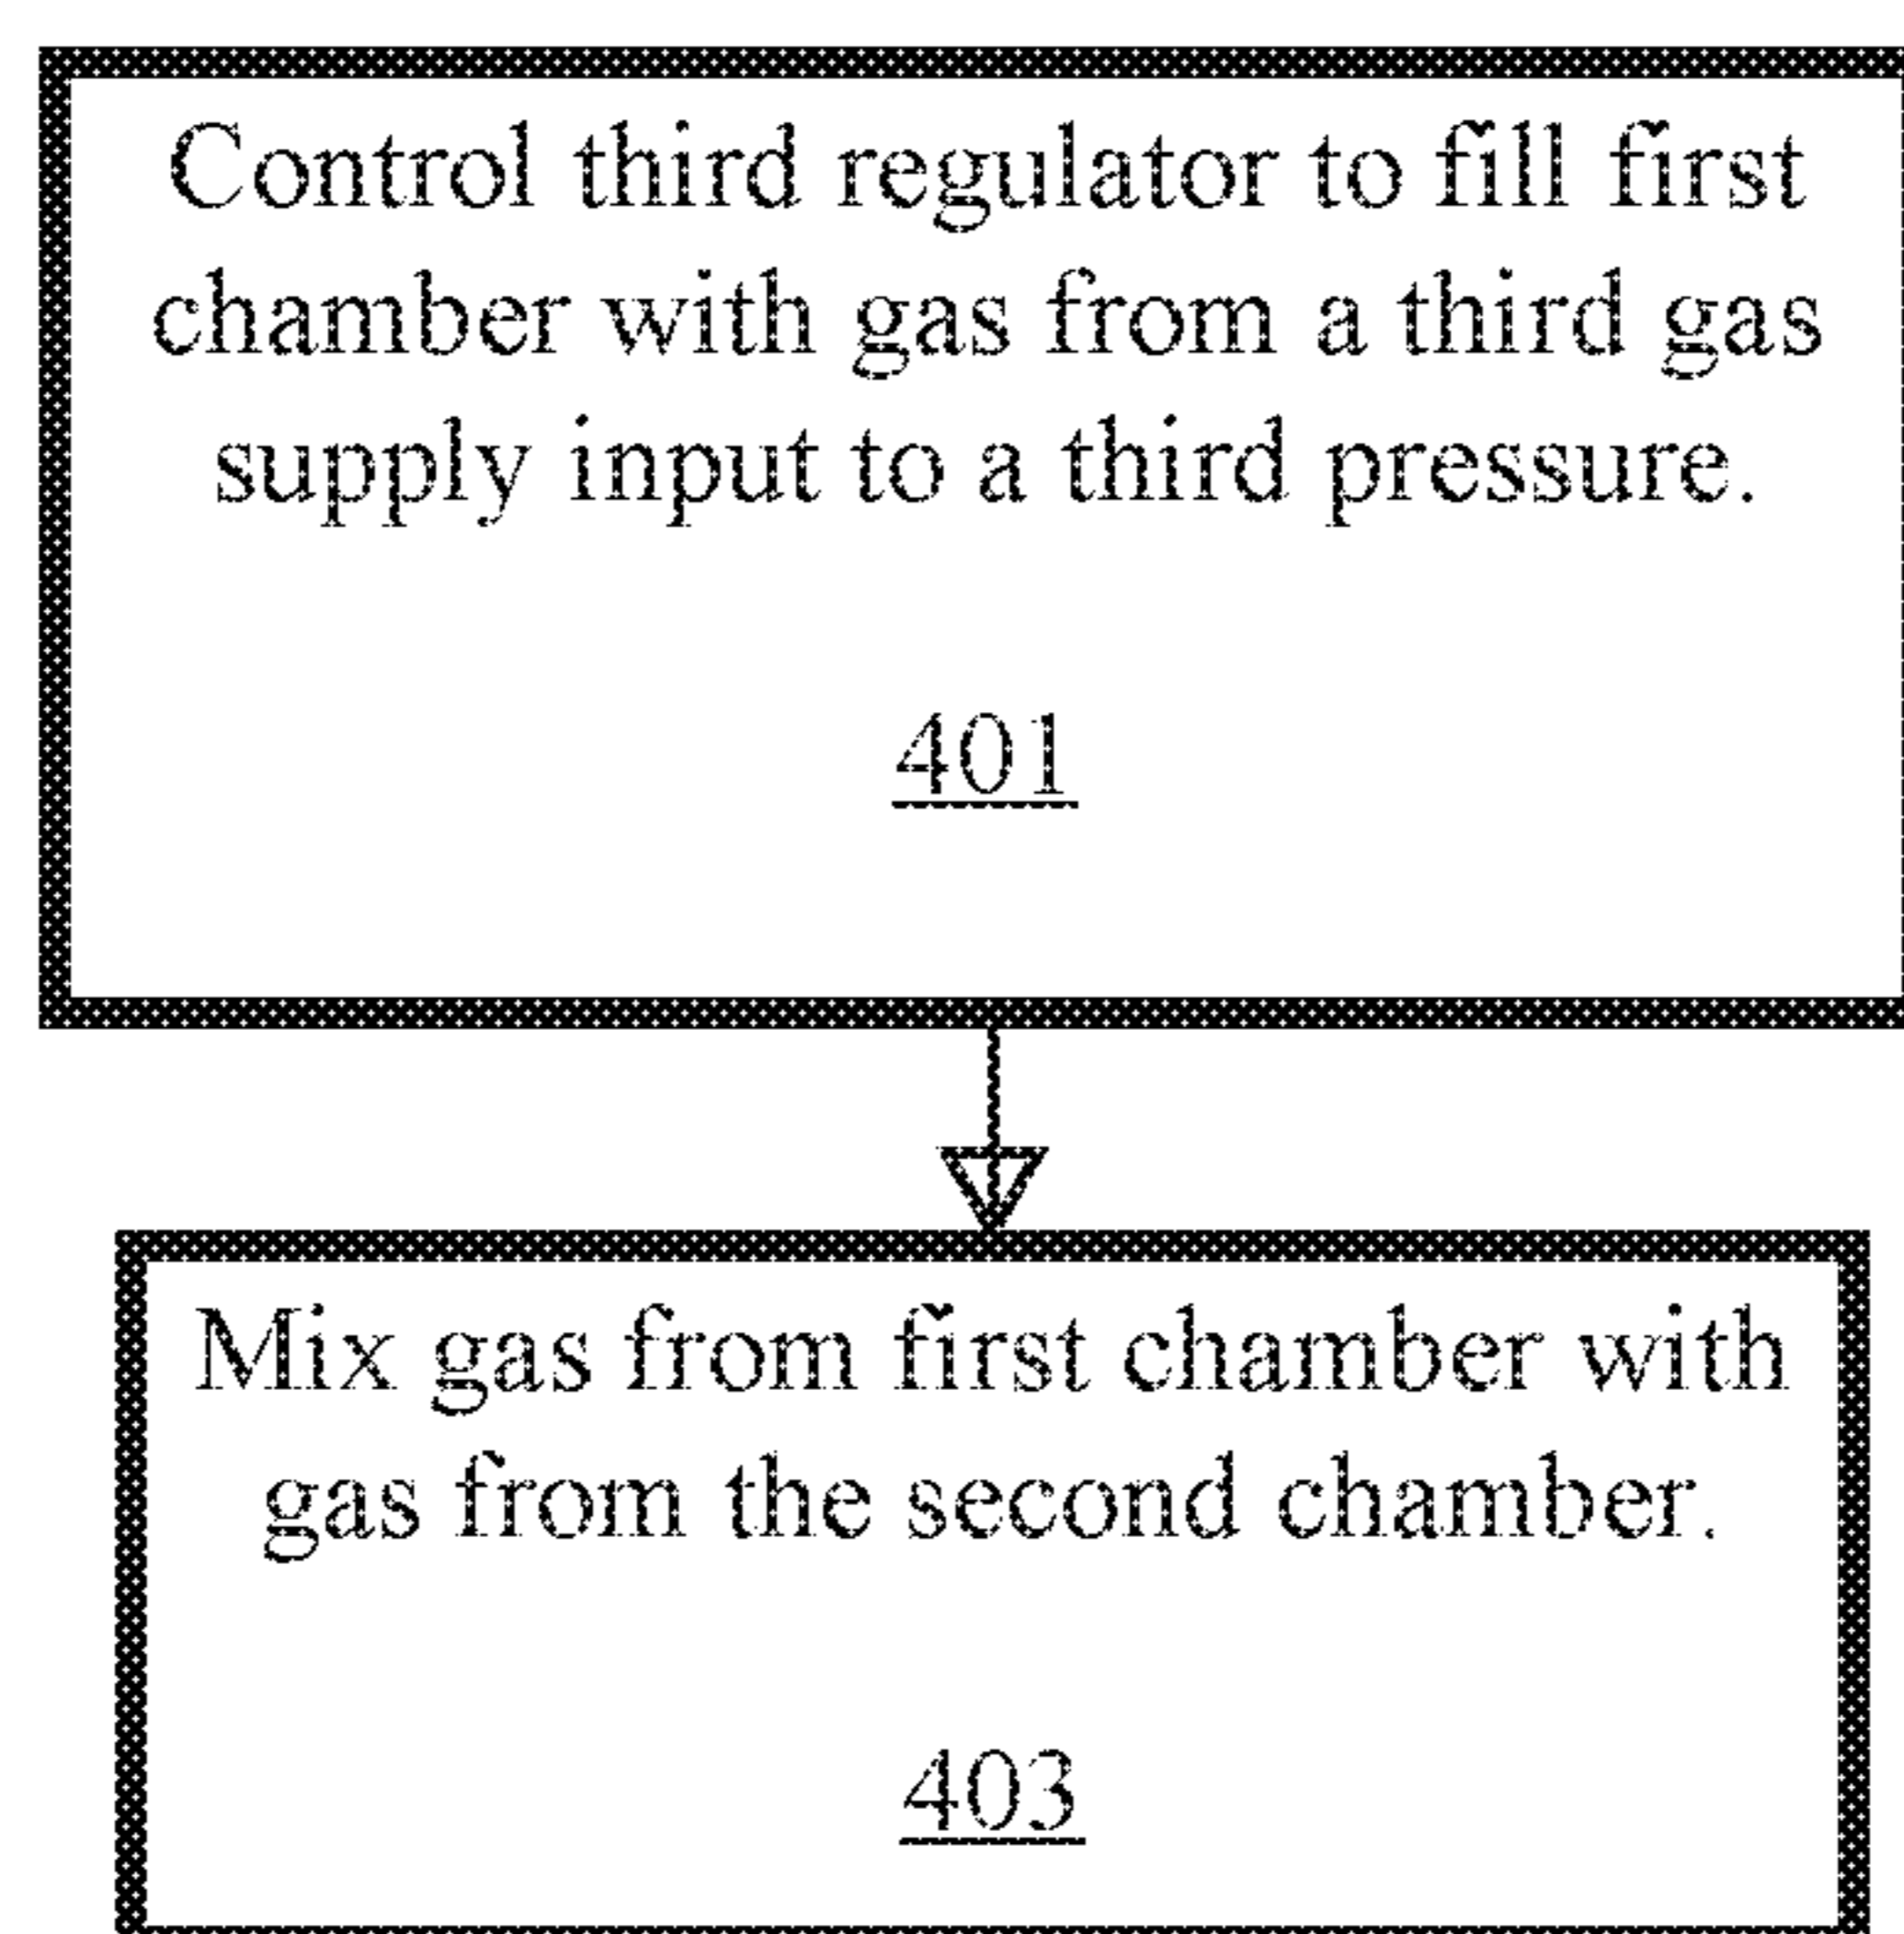 Control third regulator to fill first
chamber with gas from a third gas
supply input to a third pressure.
401
Mix gas from first chamber with
gas from the second chamber.
403